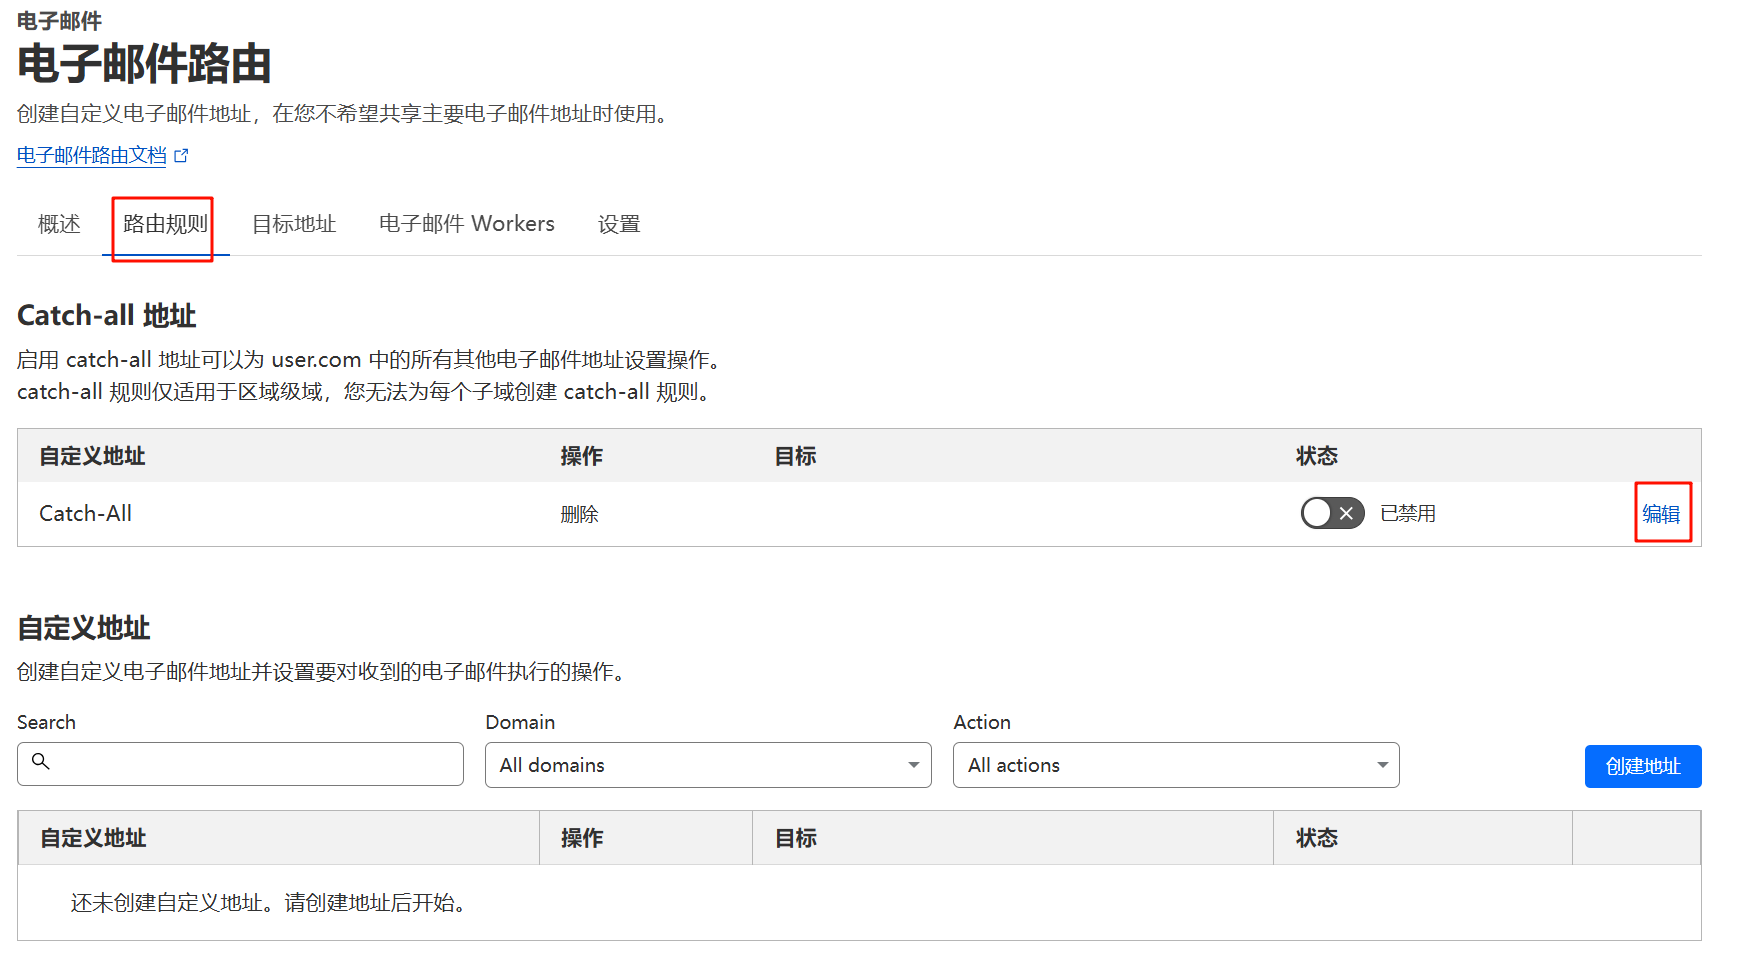 电子邮件
电子邮件路由
创建自定义电子邮件地址，在您不希望共享主要电子邮件地址时使用。
电子邮件路由文档
概述 路由规则 目标地址 电子邮件 Workers 设置
Catch-all 地址
启用 catch-all 地址可以为 user.com 中的所有其他电子邮件地址设置操作。
catch-all 规则仅适用于区域级域，您无法为每个子域创建 catch-all 规则。
自定义地址 操作 目标 状态
Catch-All 删除 已禁用 编辑
自定义地址
创建自定义电子邮件地址并设置要对收到的电子邮件执行的操作。
Search Domain Action
All domains All actions 创建地址
自定义地址 操作 目标 状态
还未创建自定义地址。请创建地址后开始。